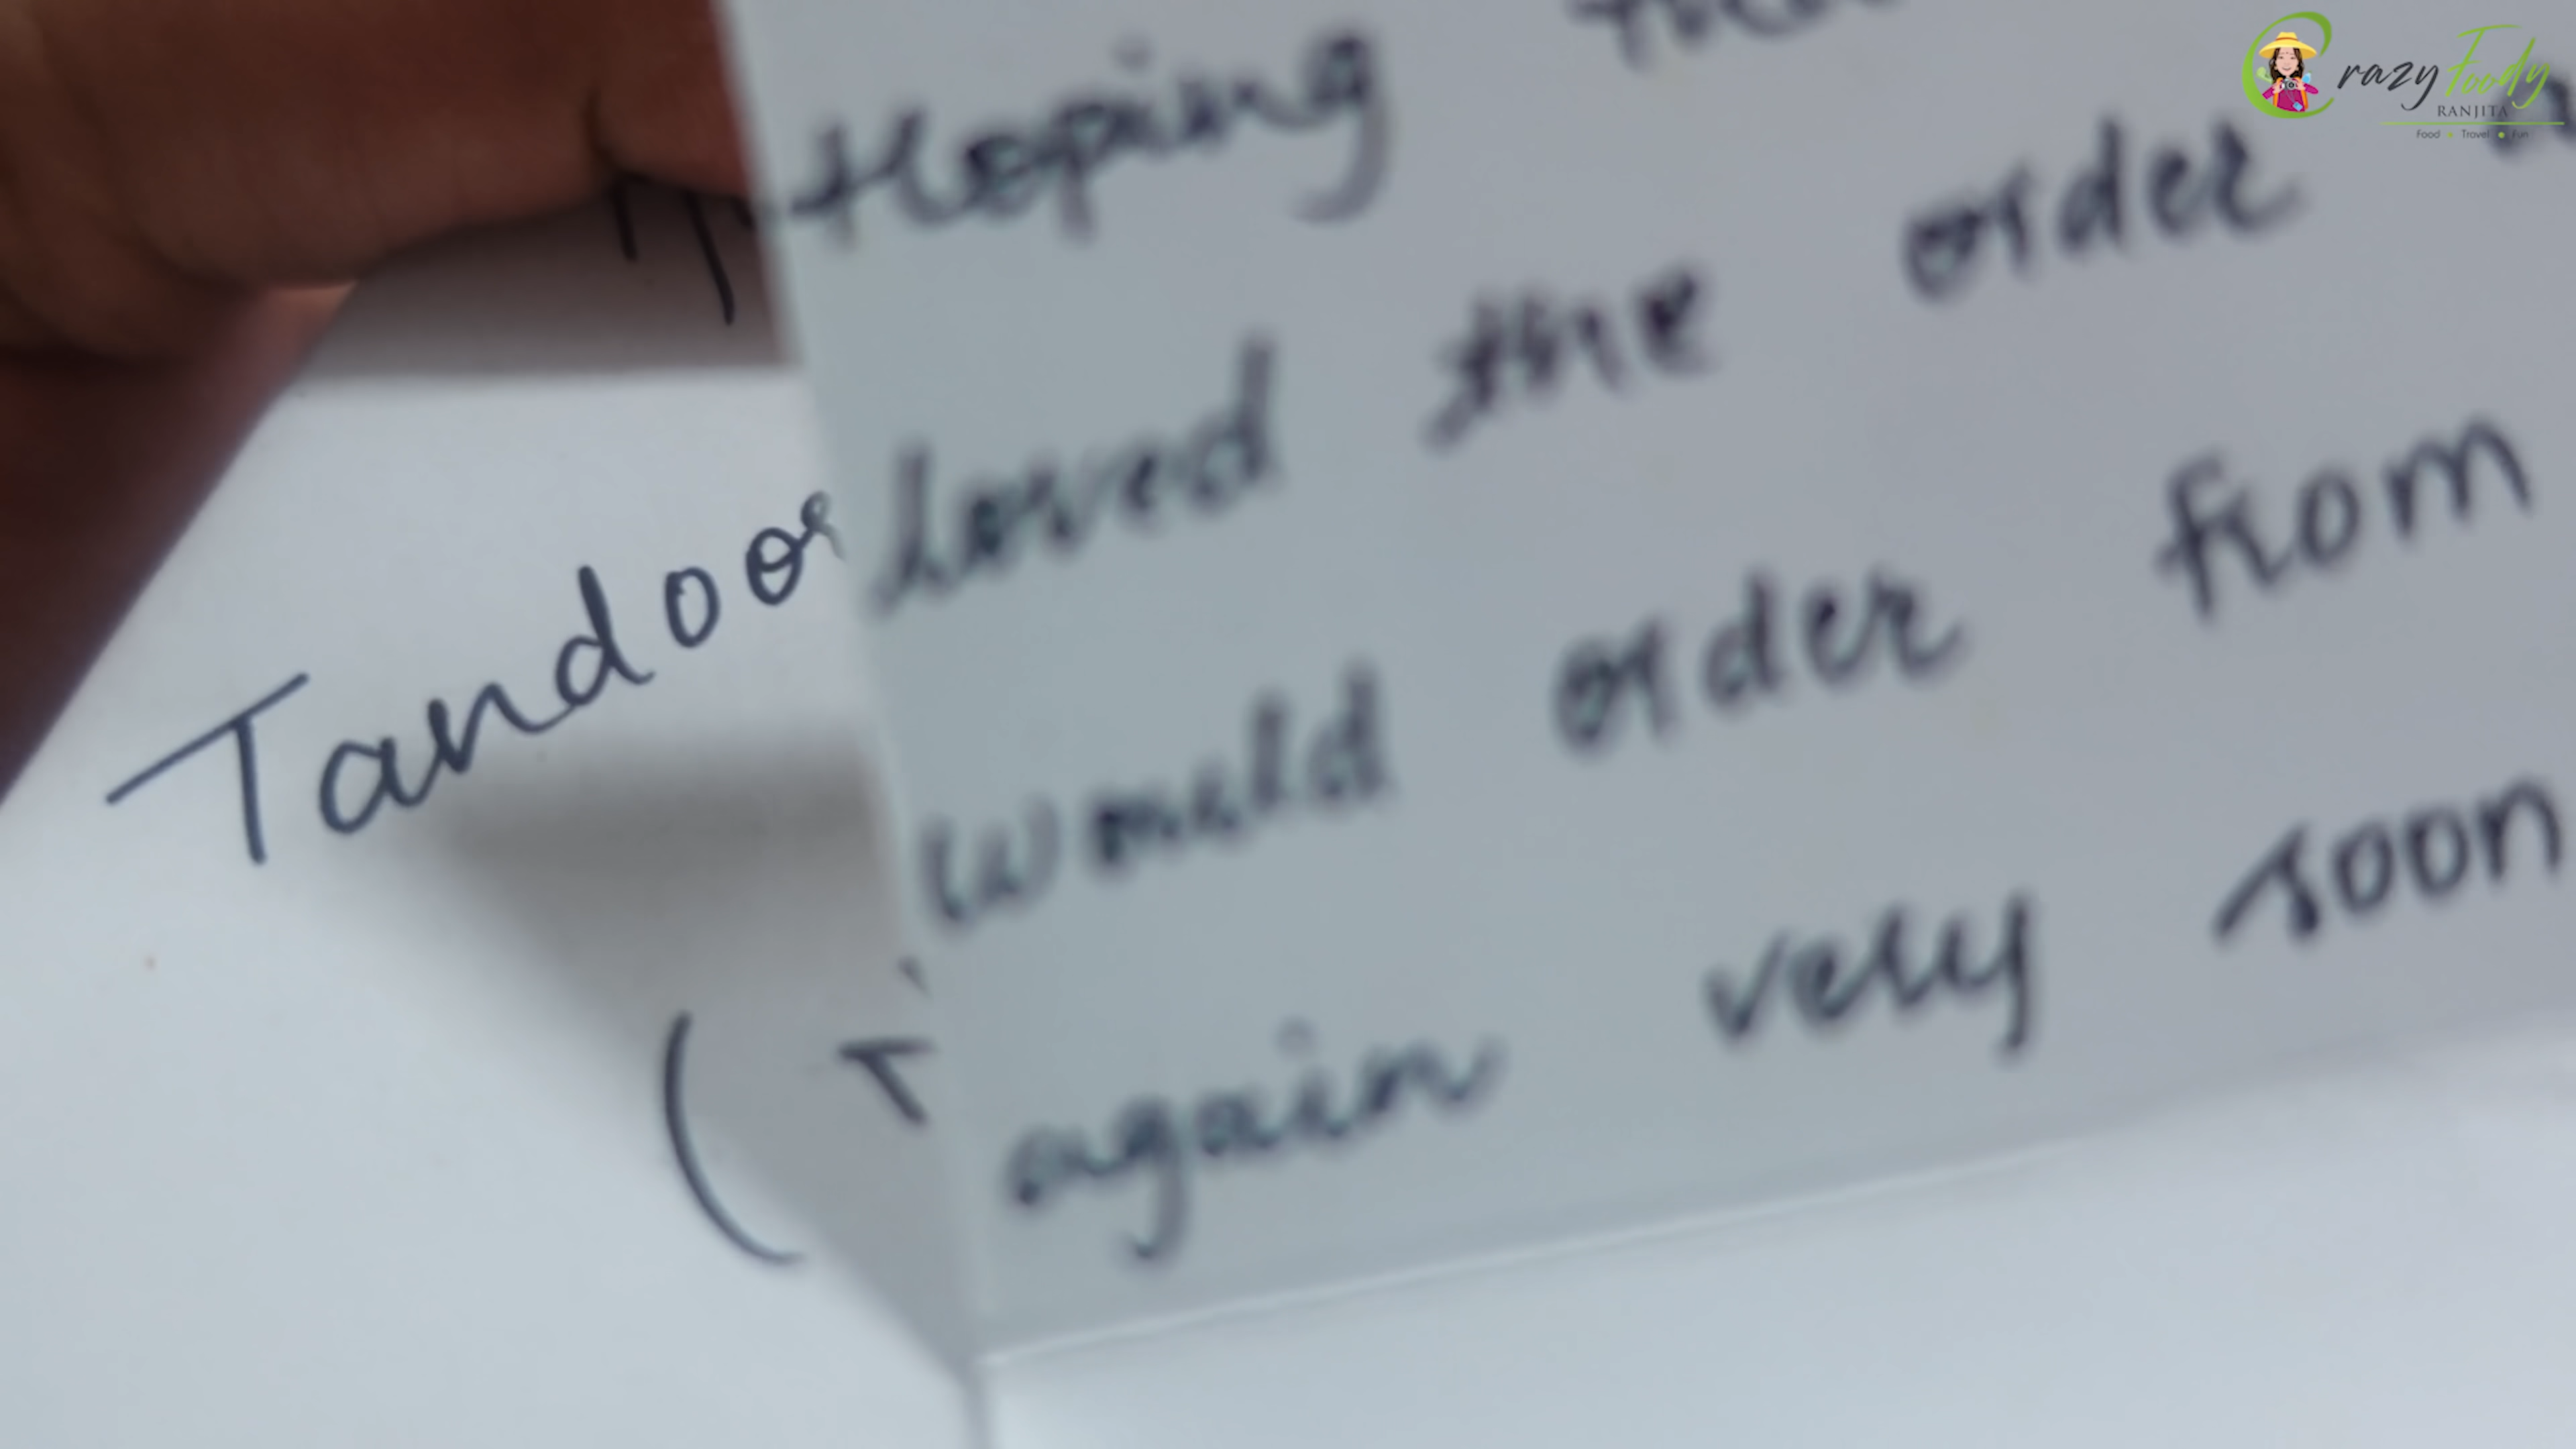 Hoping
loved the order
would order from
again very soon
Tandoor
(
Crazy Foody
RANJITA
Food • Travel • Fun